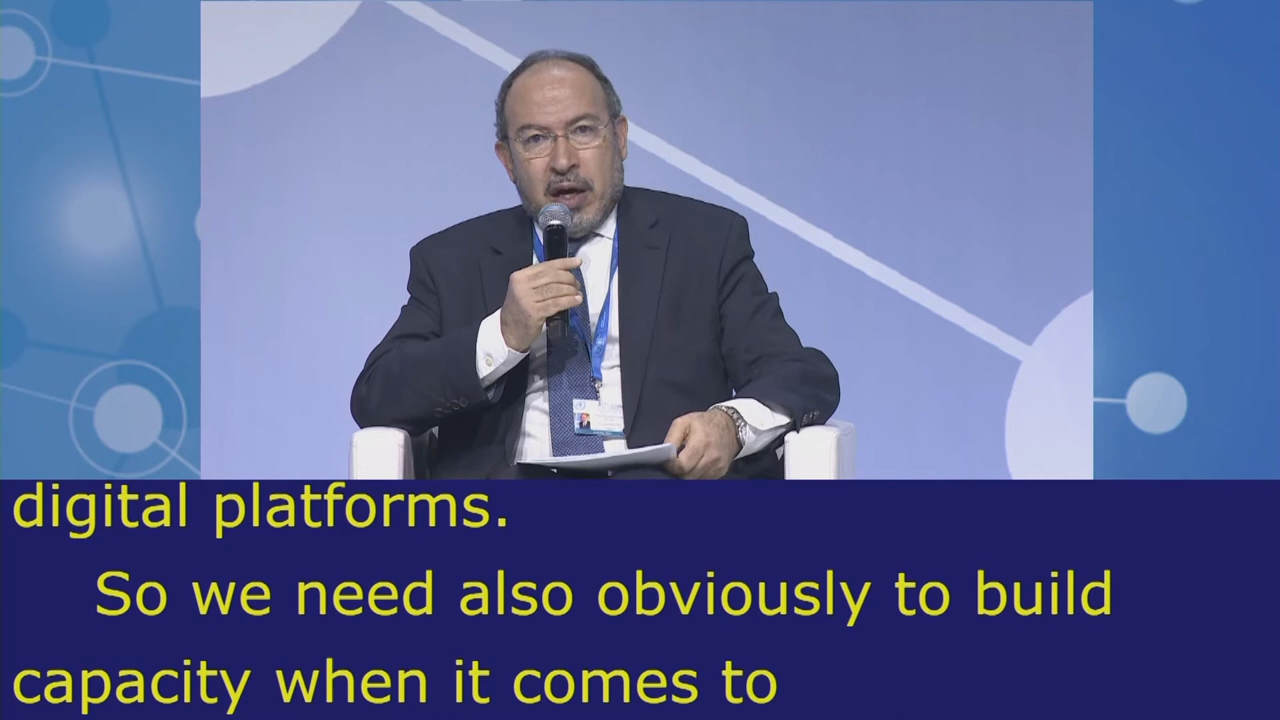 digital platforms.
So we need also obviously to build
capacity when it comes to